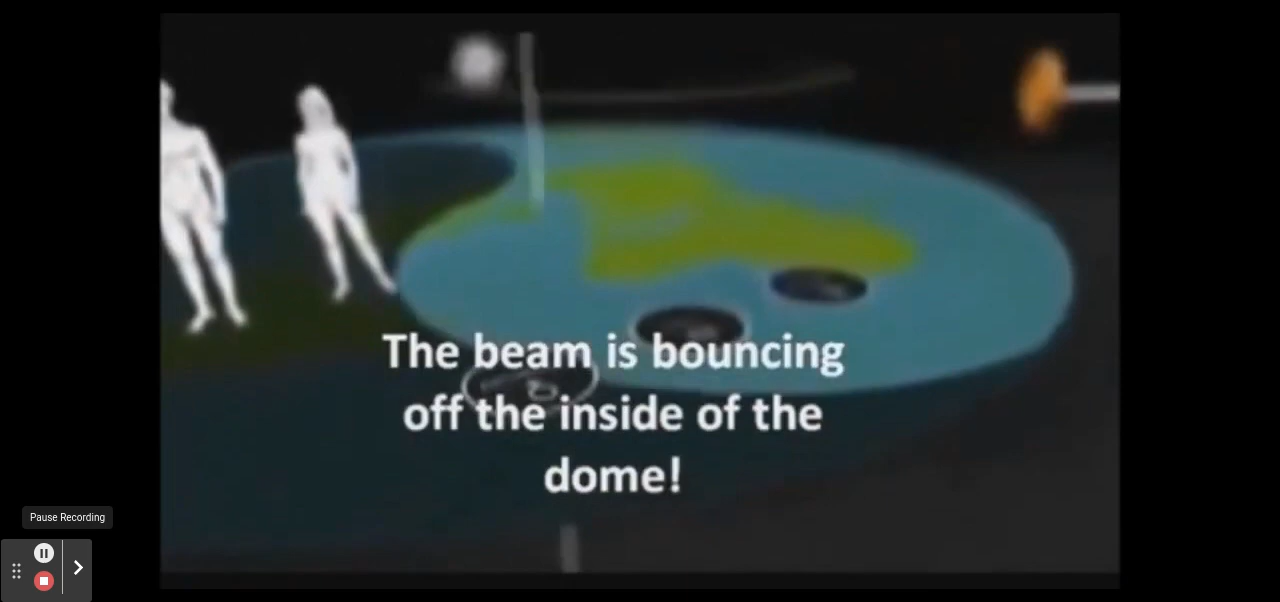 The beam is bouncing
off the inside of the
dome!
Pause Recording